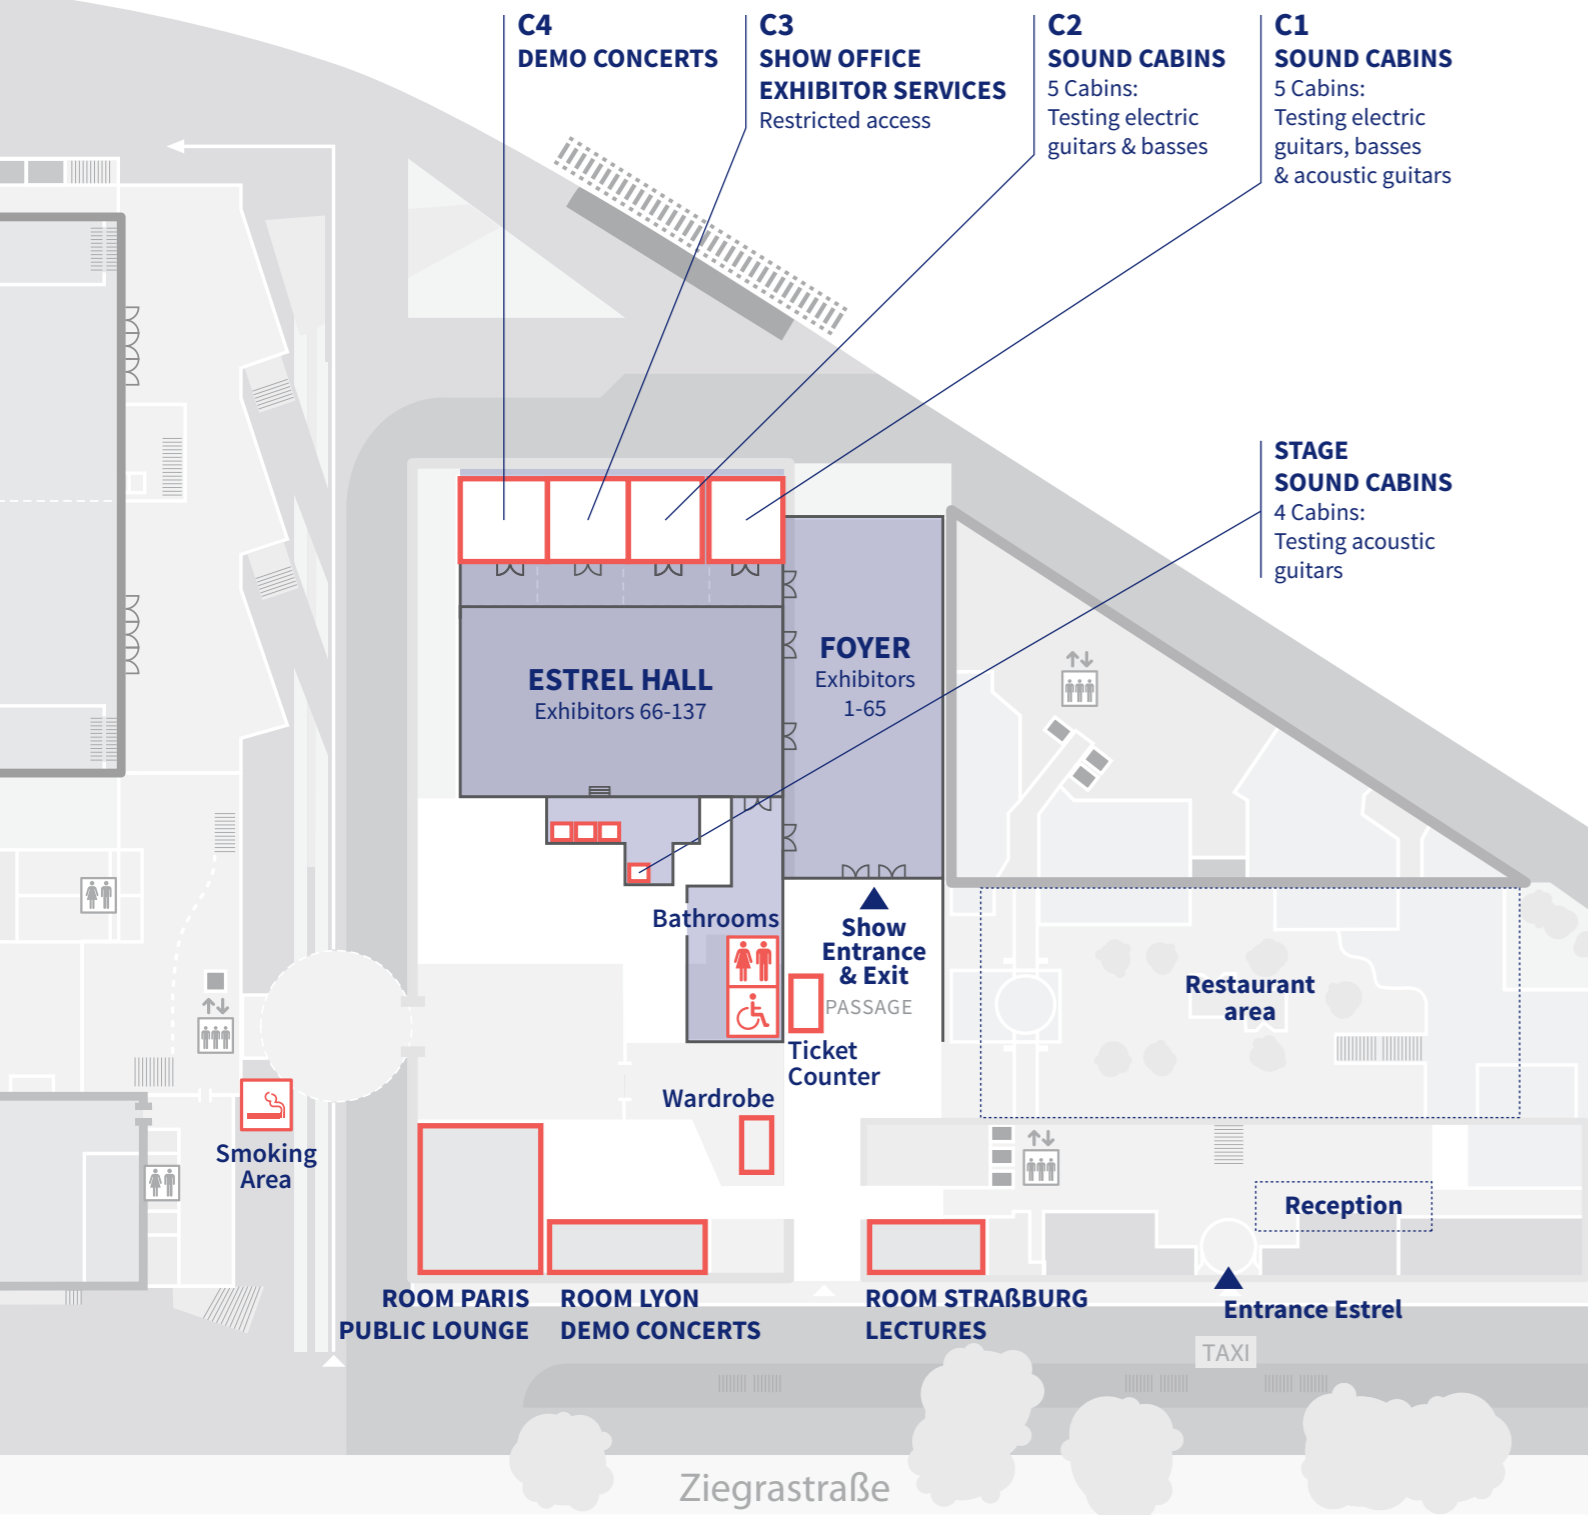 C4
DEMO CONCERTS
C3
SHOW OFFICE
EXHIBITOR SERVICES
Restricted access
C2
SOUND CABINS
5 Cabins:
Testing electric
guitars & basses
C1
SOUND CABINS
5 Cabins:
Testing electric
guitars, basses
& acoustic guitars
STAGE
SOUND CABINS
4 Cabins:
Testing acoustic
guitars
ESTREL HALL
Exhibitors 66-137
FOYER
Exhibitors
1-65
Bathrooms
Show
Entrance
& Exit
PASSAGE
Ticket
Counter
Restaurant
area
Wardrobe
Smoking
Area
Reception
ROOM PARIS
PUBLIC LOUNGE
ROOM LYON
DEMO CONCERTS
ROOM STRAßBURG
LECTURES
Entrance Estrel
TAXI
Ziegrastraße